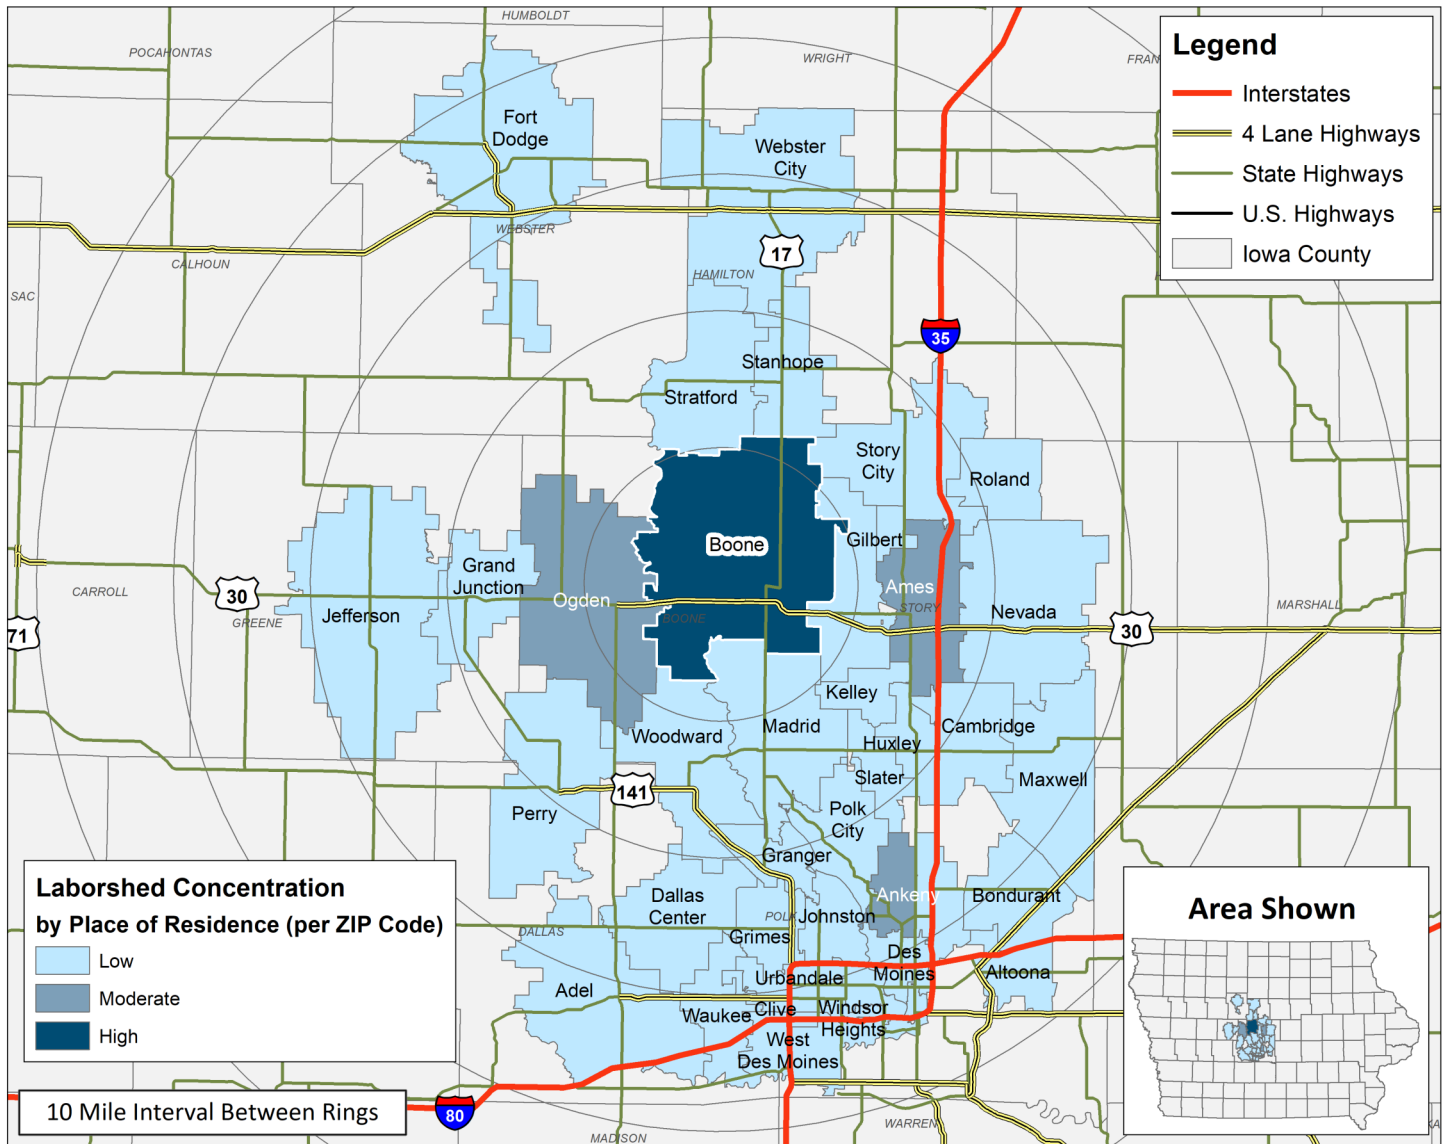 HUMBOLDT
POCAHONTAS
WRIGHT
FRAN
Legend
Interstates
4 Lane Highways
State Highways
U.S. Highways
Iowa County
Fort
Dodge
Webster
City
WEBSTER
17
CALHOUN
HAMILTON
SAC
35
Stanhope
Stratford
Story
City
Roland
Boone
Gilbert
Grand
Junction
Ames
Ogden
CARROLL
30
GREENE
Jefferson
BOONE
STORY
Nevada
MARSHALL
30
71
Kelley
Woodward
Madrid
Cambridge
Huxley
Slater
Maxwell
141
Perry
Polk
City
Granger
Laborshed Concentration
by Place of Residence (per ZIP Code)
Low
Moderate
High
Dallas
Center
Ankeny
Bondurant
POLK
Johnston
DALLAS
Grimes
Des
Moines
Urbandale
Altoona
Adel
Waukee
Clive
Windsor
Heights
West
Des Moines
Area Shown
10 Mile Interval Between Rings
80
WARREN
MADISON